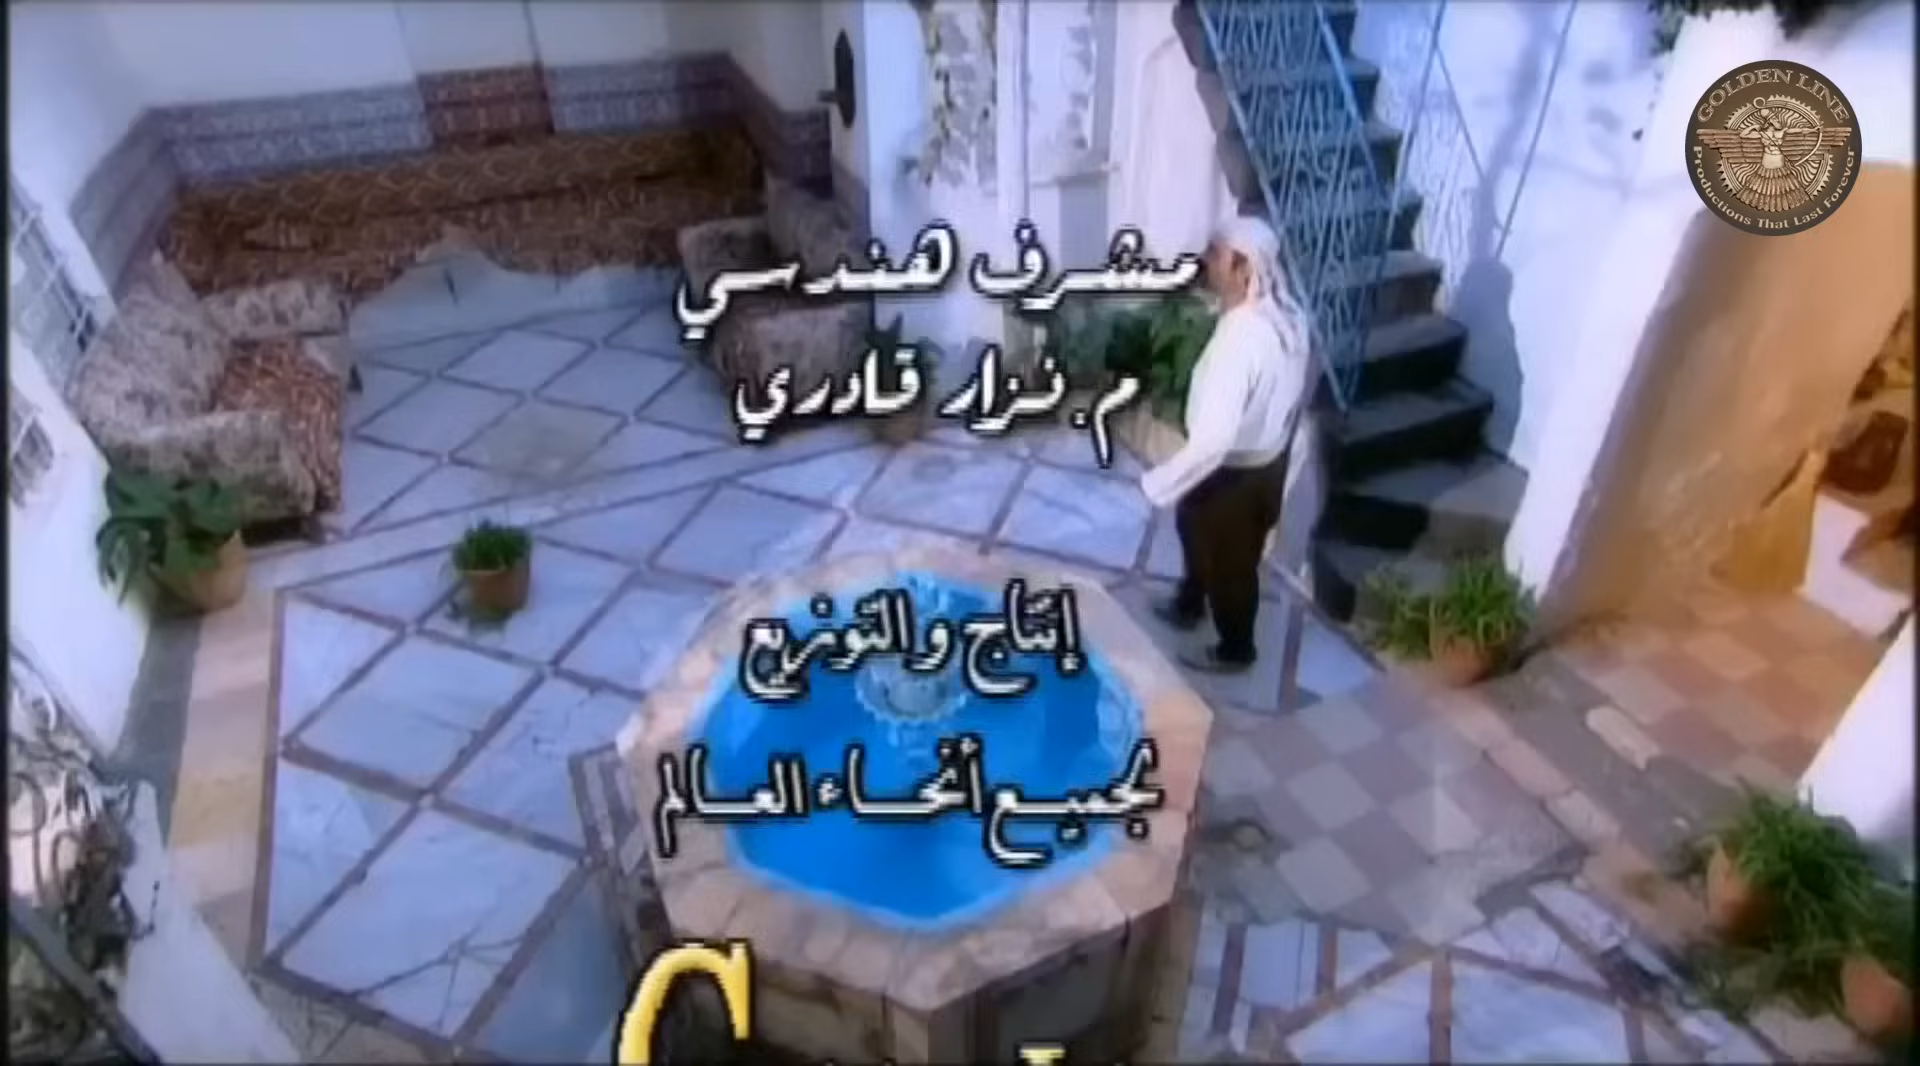 GOLDEN LINE
Productions That Last Forever
مشرف هندسي
م. نزار قادري
إنتاج والتوزيع
لجميع أنحاء العالم